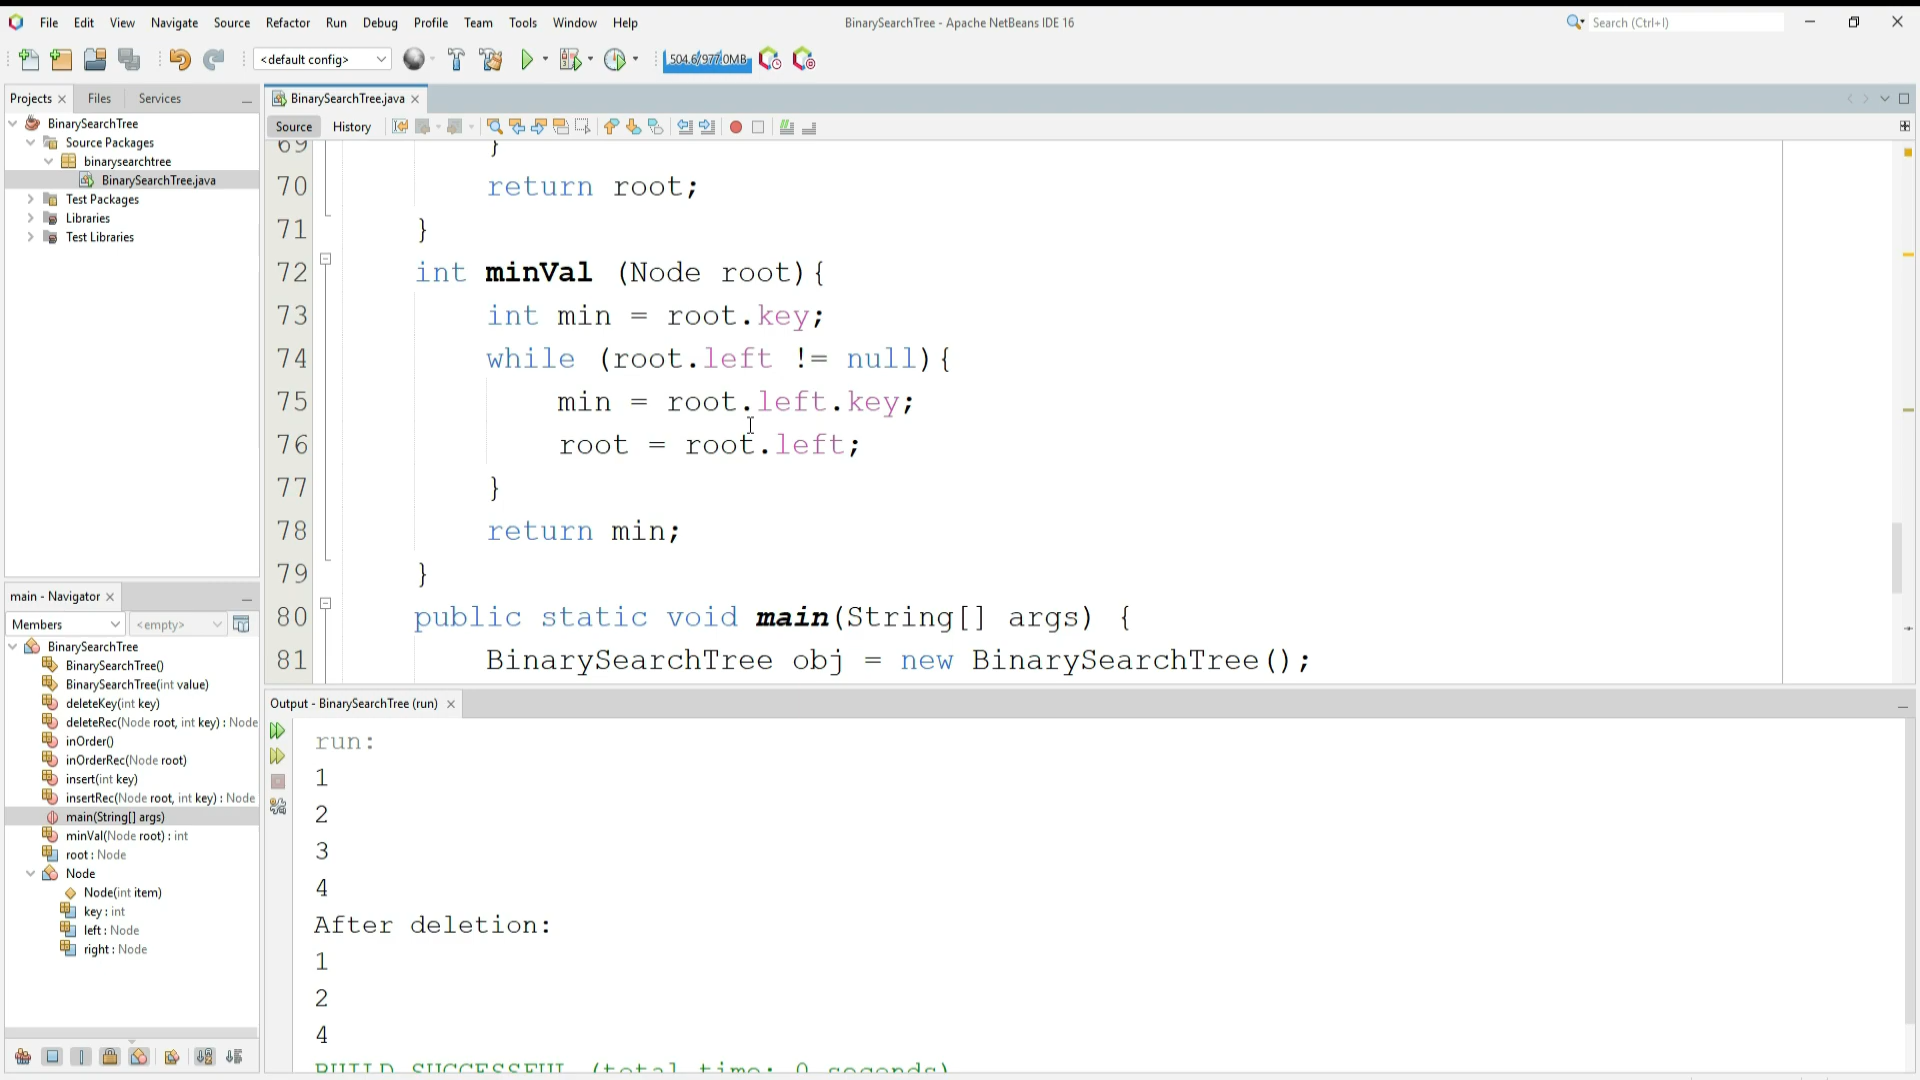 File Edit View Navigate Source Refactor Run Debug Profile Team Tools Window Help
BinarySearchTree - Apache NetBeans IDE 16
Search (Ctrl+I)
<default config>
504.6/977.0MB
Projects Files Services
BinarySearchTree
Source Packages
binarysearchtree
BinarySearchTree.java
Test Packages
Libraries
Test Libraries
BinarySearchTree.java
Source History
69 }
70 return root;
71 }
72 int minVal (Node root){
73 int min = root.key;
74 while (root.left != null){
75 min = root.left.key;
76 root = root.left;
77 }
78 return min;
79 }
80 public static void main(String[] args) {
81 BinarySearchTree obj = new BinarySearchTree();
main - Navigator
Members <empty>
BinarySearchTree
BinarySearchTree()
BinarySearchTree(int value)
deleteKey(int key)
deleteRec(Node root, int key) : Node
inOrder()
inOrderRec(Node root)
insert(int key)
insertRec(Node root, int key) : Node
main(String[] args)
minVal(Node root) : int
root : Node
Node
Node(int item)
key : int
left : Node
right : Node
Output - BinarySearchTree (run)
run:
1
2
3
4
After deletion:
1
2
4
BUILD SUCCESSFUL (total time: 0 seconds)